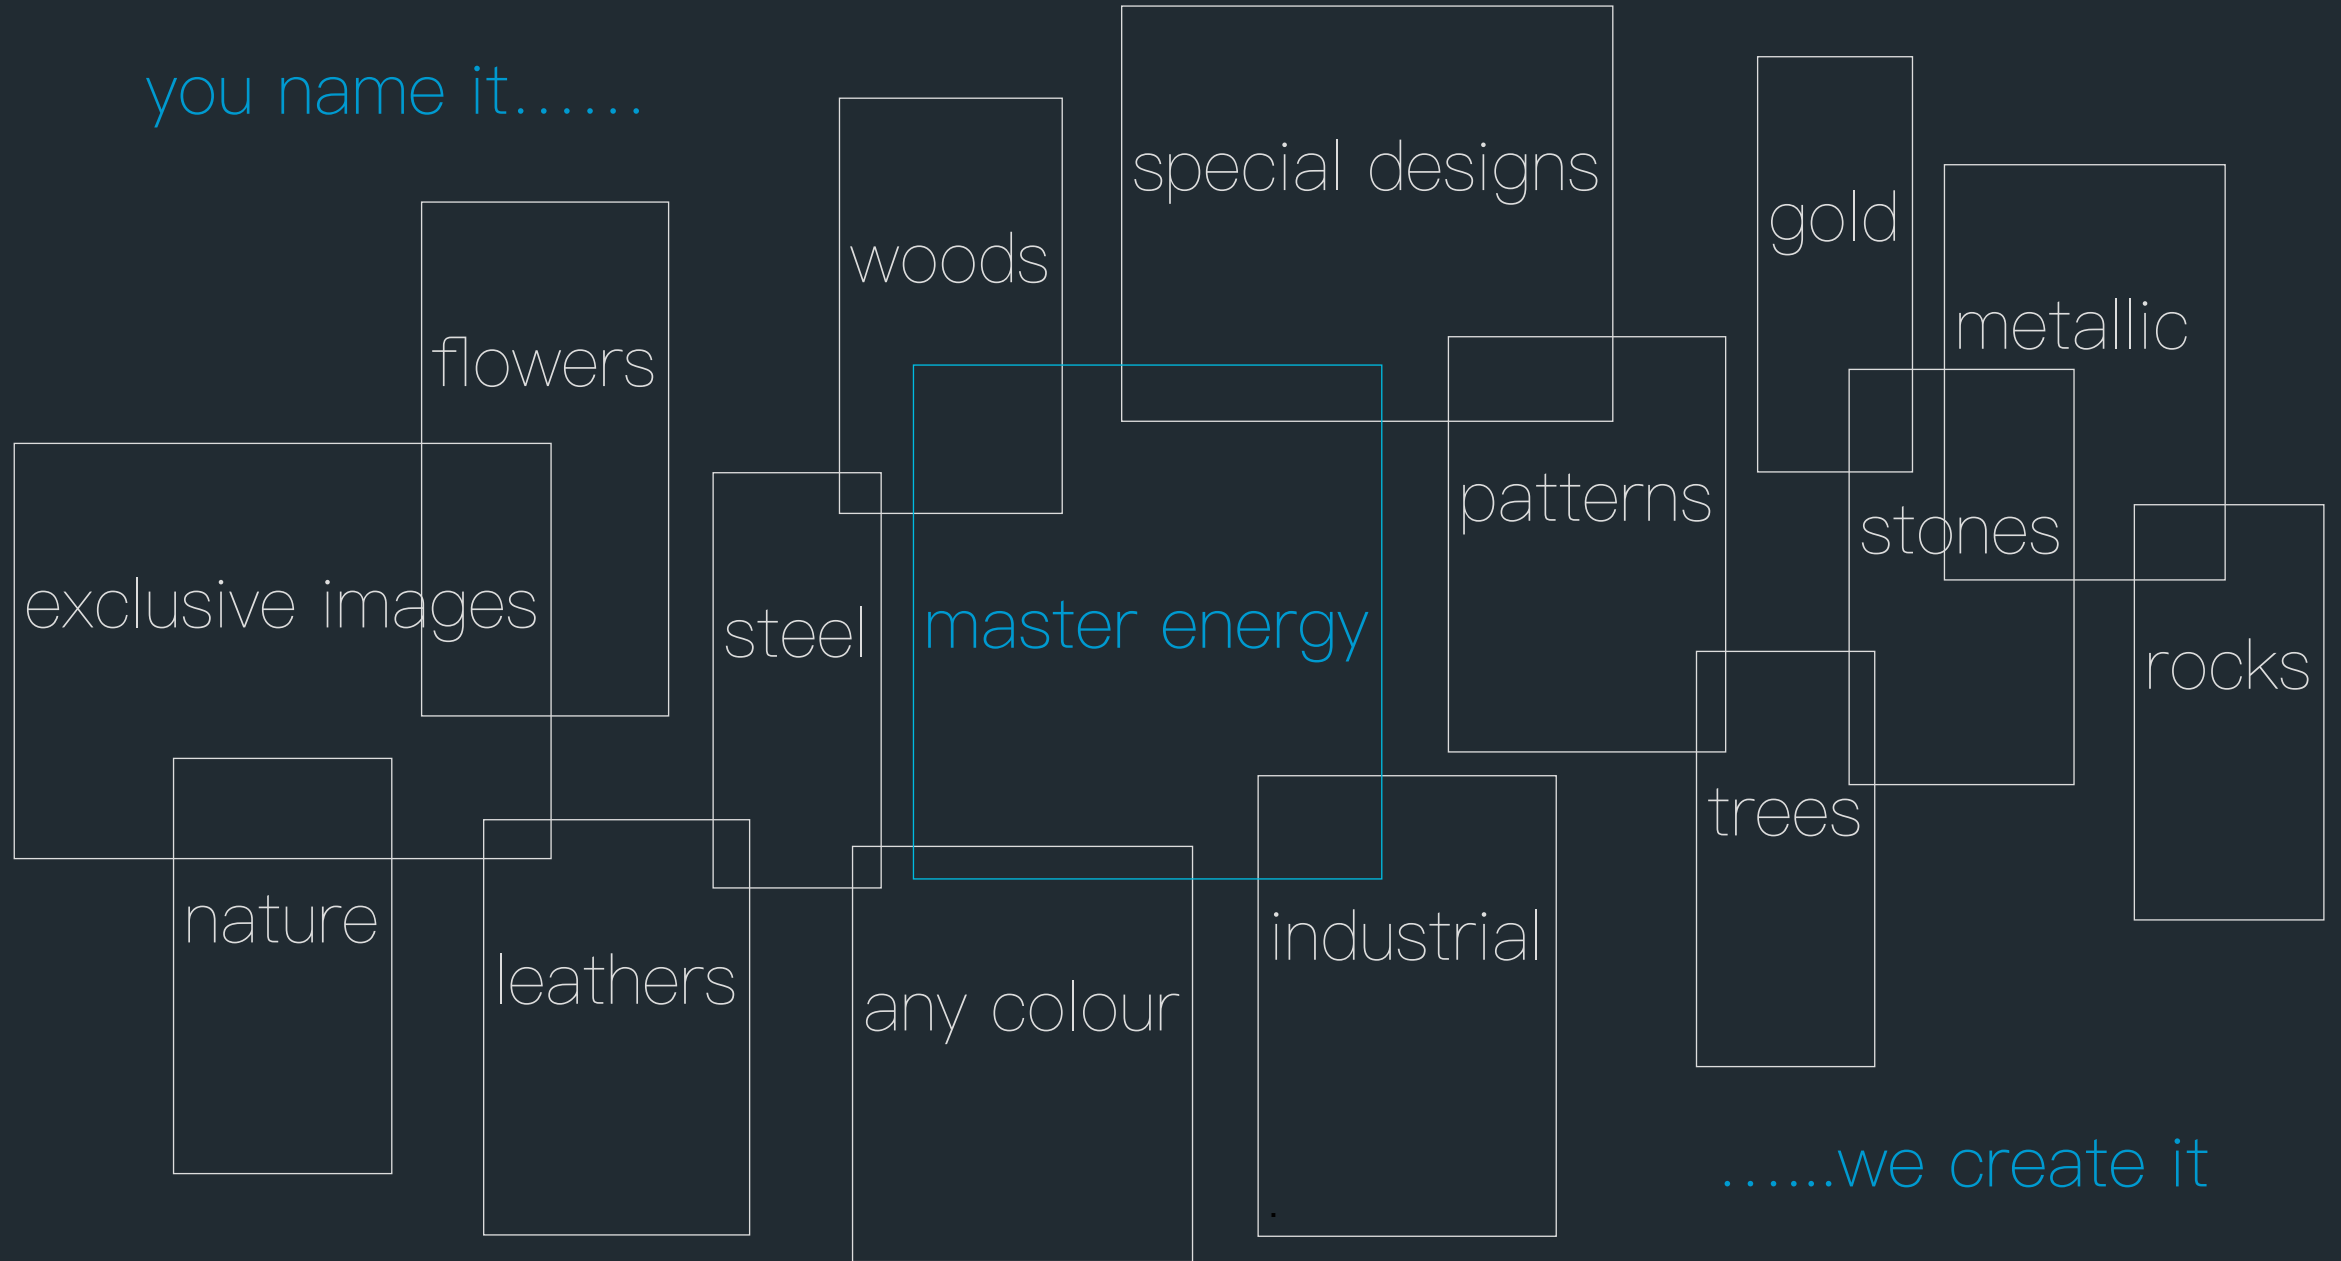 you name it......
special designs
gold
woods
metallic
flowers
patterns
stones
exclusive images
steel
master energy
rocks
trees
nature
industrial
leathers
any colour
......we create it